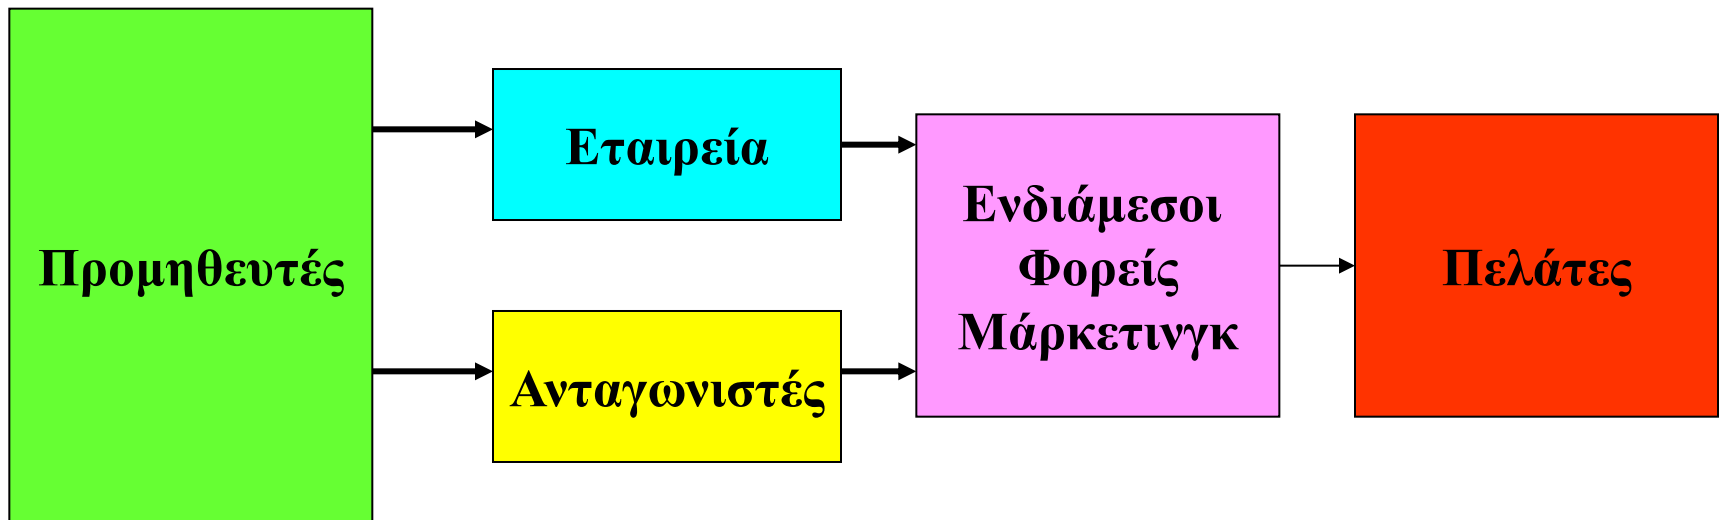 Προμηθευτές
Εταιρεία
Ανταγωνιστές
Ενδιάμεσοι
Φορείς
Μάρκετινγκ
Πελάτες